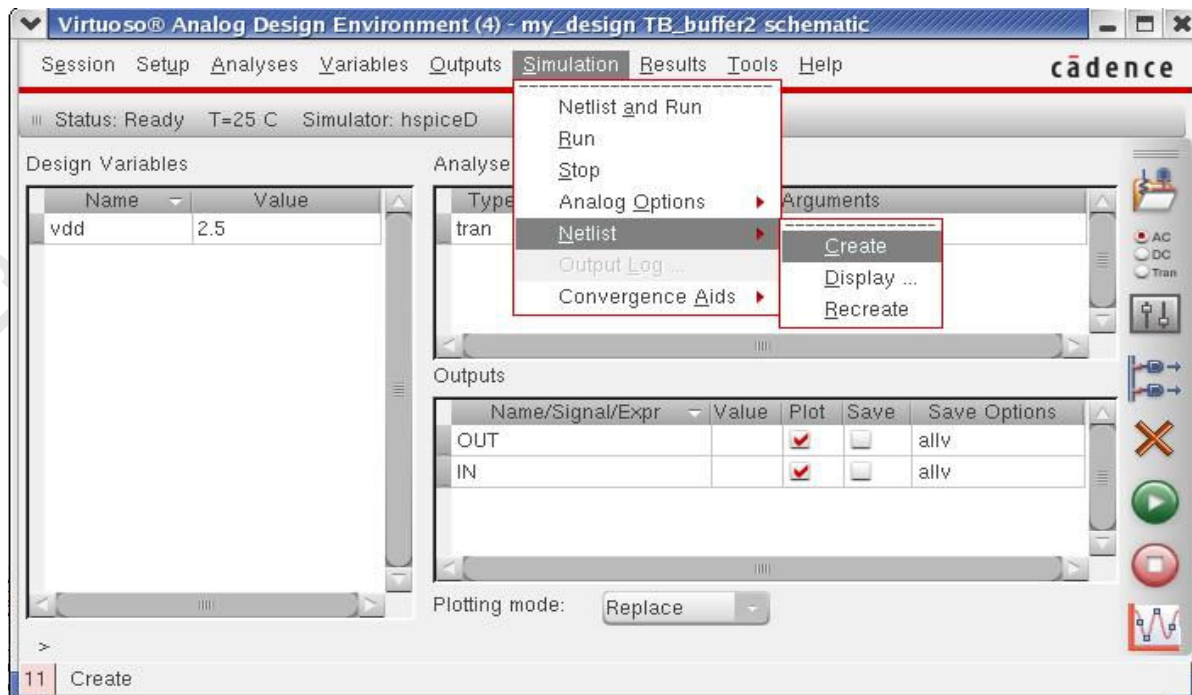 Virtuoso® Analog Design Environment (4) - my_design TB_buffer2 schematic
Session Setup Analyses Variables Outputs Simulation Results Tools Help
cādence
Status: Ready T=25 C Simulator: hspiceD
Netlist and Run
Run
Stop
Analog Options
Netlist
Output Log ...
Convergence Aids
Create
Display ...
Recreate
Design Variables
Name Value
vdd 2.5
Analyse
Type Arguments
tran
Outputs
Name/Signal/Expr Value Plot Save Save Options
OUT allv
IN allv
Plotting mode: Replace
AC
DC
Tran
>
11 Create